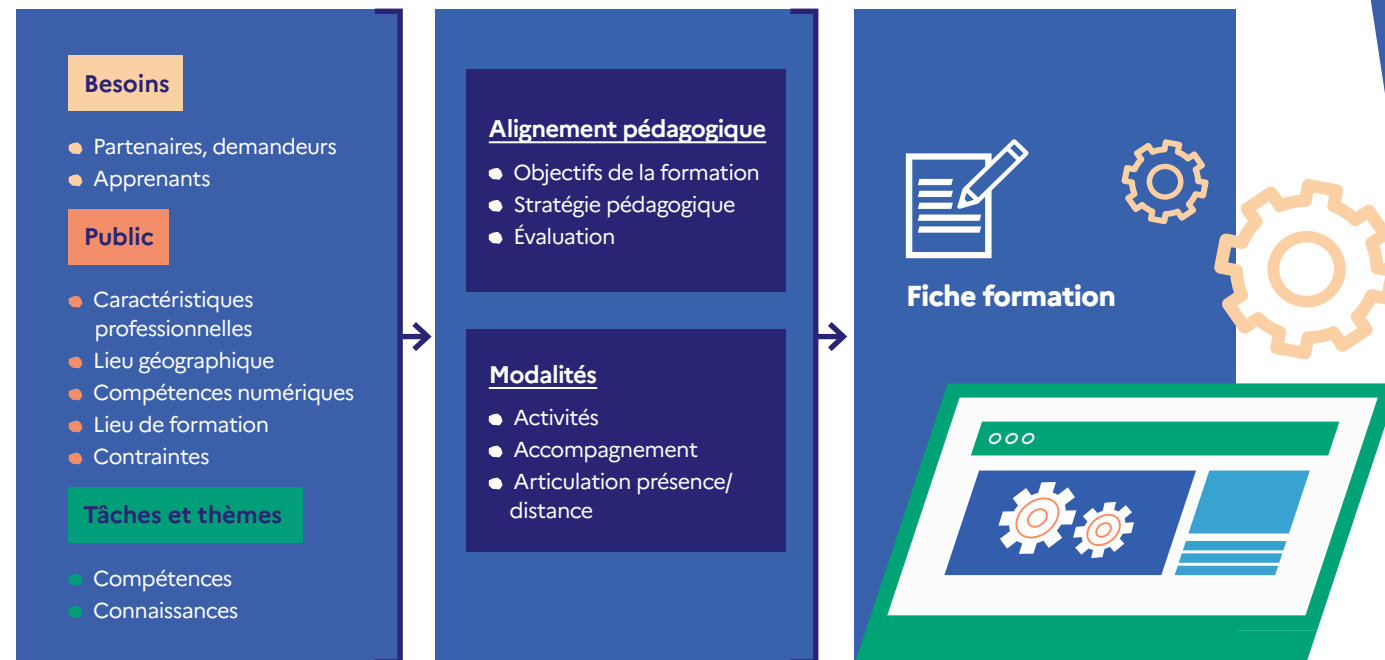 Besoins
Partenaires, demandeurs
Apprenants
Public
Caractéristiques
professionnelles
Lieu géographique
Compétences numériques
Lieu de formation
Contraintes
Tâches et thèmes
Compétences
Connaissances
Alignement pédagogique
Objectifs de la formation
Stratégie pédagogique
Évaluation
Modalités
Activités
Accompagnement
Articulation présence/
distance
Fiche formation